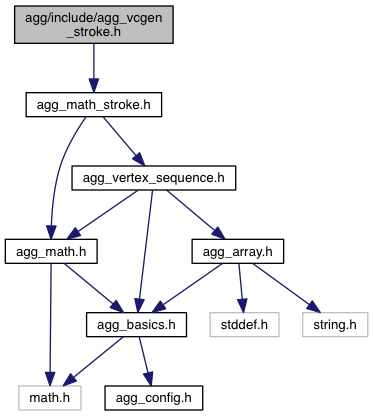 agg/include/agg_vcgen
_stroke.h
agg_math_stroke.h
agg_vertex_sequence.h
agg_math.h
agg_array.h
agg_basics.h
stddef.h
string.h
math.h
agg_config.h